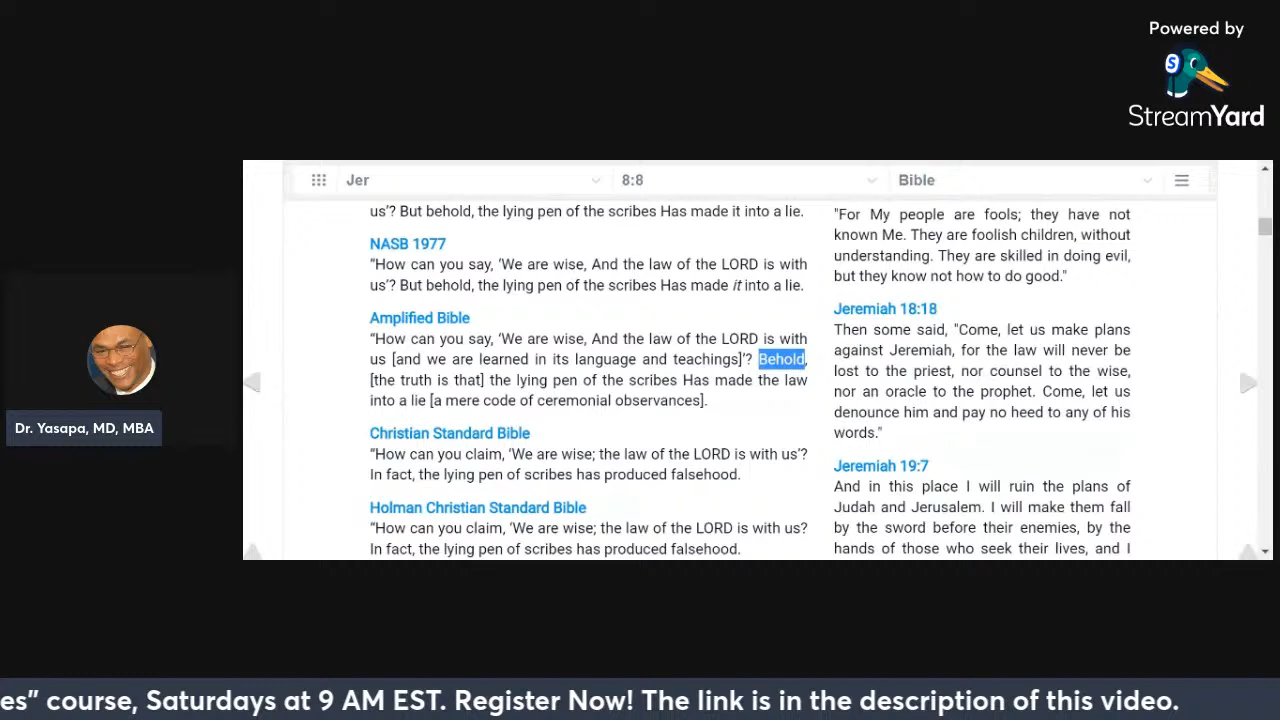 Powered by
S
StreamYard
Jer
8:8
Bible
us'? But behold, the lying pen of the scribes Has made it into a lie.
NASB 1977
"How can you say, 'We are wise, And the law of the LORD is with
us'? But behold, the lying pen of the scribes Has made it into a lie.
Amplified Bible
"How can you say, 'We are wise, And the law of the LORD is with
us [and we are learned in its language and teachings]'? Behold,
[the truth is that] the lying pen of the scribes Has made the law
into a lie [a mere code of ceremonial observances].
Christian Standard Bible
"How can you claim, 'We are wise; the law of the LORD is with us'?
In fact, the lying pen of scribes has produced falsehood.
Holman Christian Standard Bible
"How can you claim, 'We are wise; the law of the LORD is with us?
In fact, the lying pen of scribes has produced falsehood.
"For My people are fools; they have not
known Me. They are foolish children, without
understanding. They are skilled in doing evil,
but they know not how to do good."
Jeremiah 18:18
Then some said, "Come, let us make plans
against Jeremiah, for the law will never be
lost to the priest, nor counsel to the wise,
nor an oracle to the prophet. Come, let us
denounce him and pay no heed to any of his
words."
Jeremiah 19:7
And in this place I will ruin the plans of
Judah and Jerusalem. I will make them fall
by the sword before their enemies, by the
hands of those who seek their lives, and I
Dr. Yasapa, MD, MBA
es" course, Saturdays at 9 AM EST. Register Now! The link is in the description of this video.